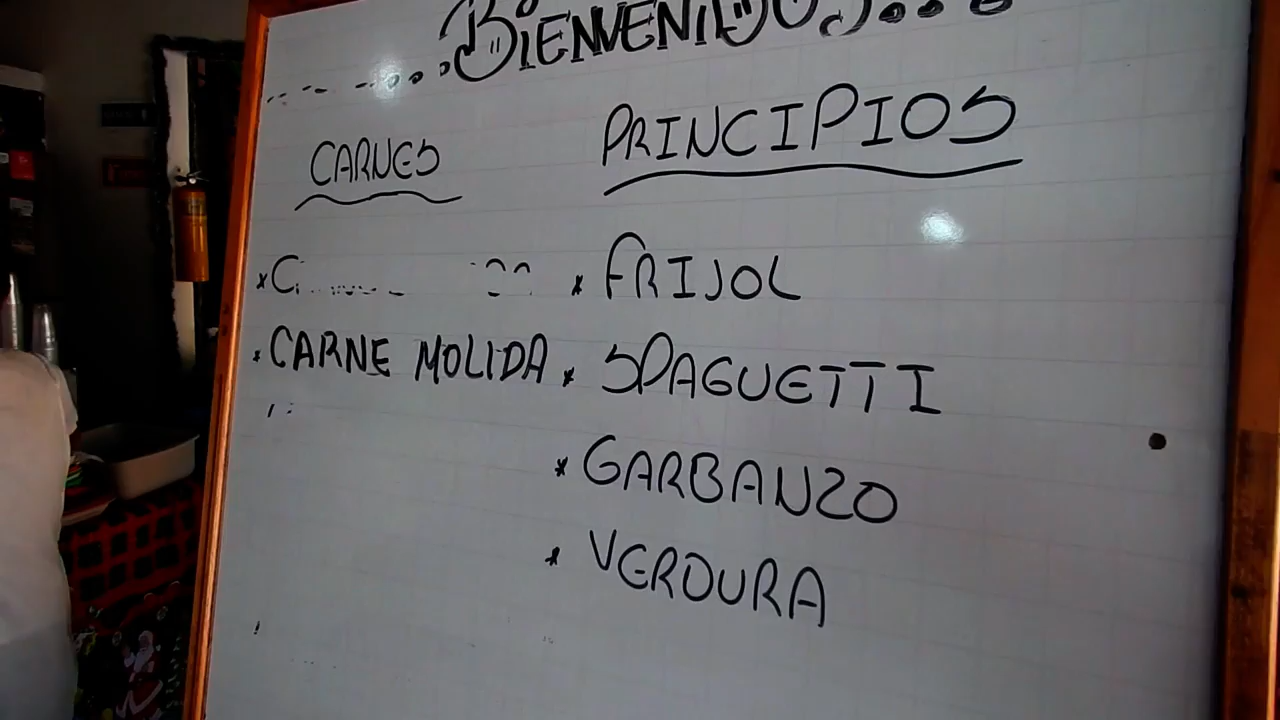 BIENVENIDOS...
CARNES
* CARNE MOLIDA
PRINCIPIOS
* FRIJOL
* SPAGUETTI
* GARBANZO
* VERDURA